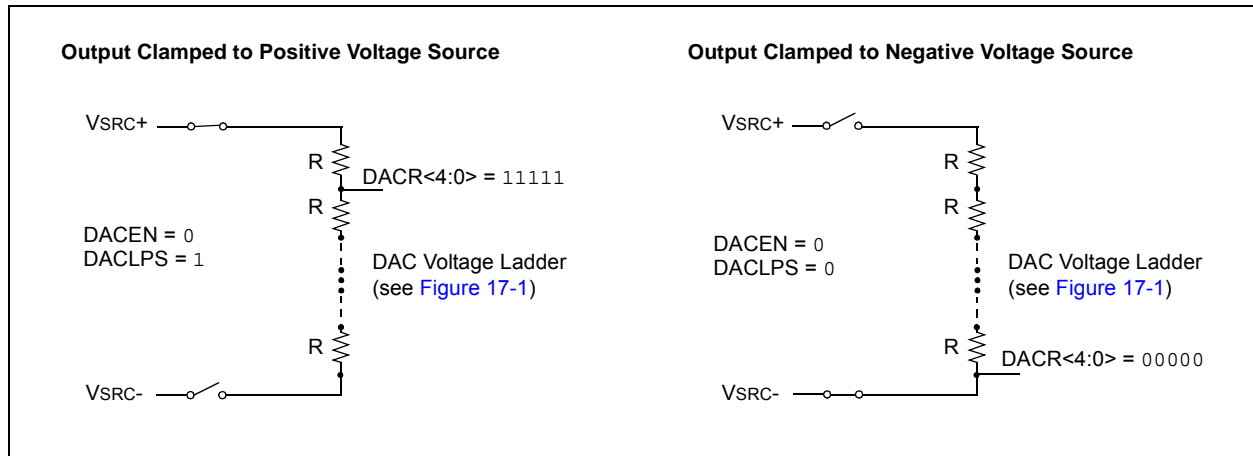 Output Clamped to Positive Voltage Source
VSRC+
R
DACR<4:0> = 11111
R
DACEN = 0
DACLPS = 1
DAC Voltage Ladder
(see Figure 17-1)
R
VSRC-
Output Clamped to Negative Voltage Source
VSRC+
R
R
DACEN = 0
DACLPS = 0
DAC Voltage Ladder
(see Figure 17-1)
R
DACR<4:0> = 00000
VSRC-